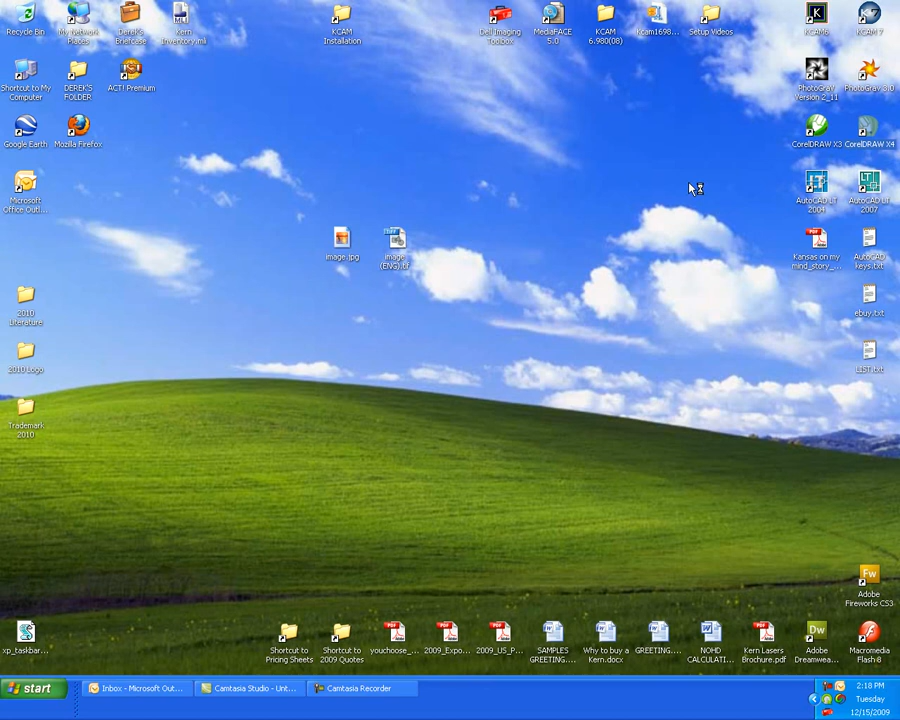 Recycle Bin
My Network
Places
Derek's
Briefcase
Kern
Inventory.mii
KCAM
Installation
Dell Imaging
Toolbox
MediaFACE
5.0
KCAM
6.980(08)
Kcam1698...
Setup Videos
KCAM6
KCAM 7
Shortcut to My
Computer
DEREK'S
FOLDER
ACT! Premium
PhotoGrav
Version 2_11
PhotoGrav 3.0
Google Earth
Mozilla Firefox
CorelDRAW X3
CorelDRAW X4
Microsoft
Office Outl...
AutoCAD LT
2004
AutoCAD LT
2007
image.jpg
image
(ENG).tif
Kansas on my
mind_story_...
AutoCAD
keys.txt
2010
Literature
ebuy.txt
2010 Logo
LIST.txt
Trademark
2010
Adobe
Fireworks CS3
xp_taskbar...
Shortcut to
Pricing Sheets
Shortcut to
2009 Quotes
youchoose_...
2009_Expo...
2009_US_P...
SAMPLES
GREETING....
Why to buy a
Kern.docx
GREETING....
NOHD
CALCULATI...
Kern Lasers
Brochure.pdf
Adobe
Dreamwea...
Macromedia
Flash 8
start
Inbox - Microsoft Out...
Camtasia Studio - Unt...
Camtasia Recorder
2:18 PM
Tuesday
12/15/2009